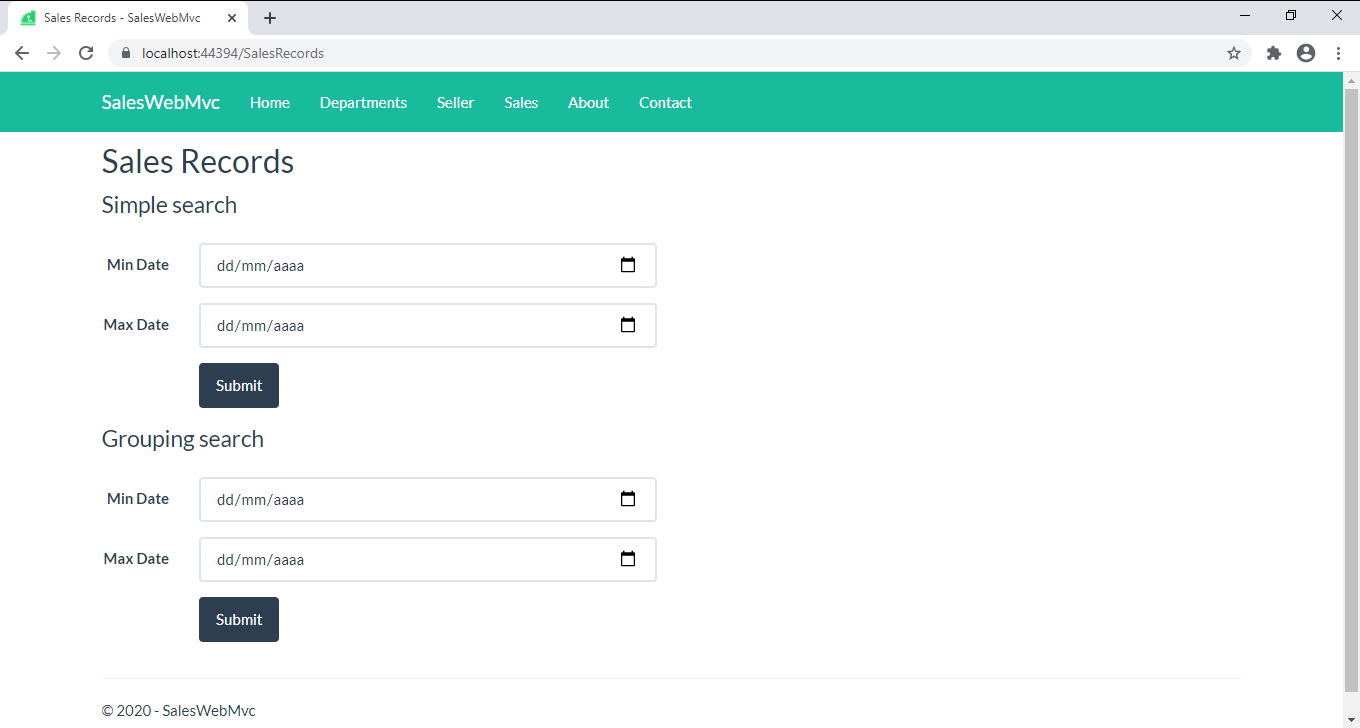 Sales Records - SalesWebMvc
localhost:44394/SalesRecords
SalesWebMvc Home Departments Seller Sales About Contact
Sales Records
Simple search
Min Date dd/mm/aaaa
Max Date dd/mm/aaaa
Submit
Grouping search
Min Date dd/mm/aaaa
Max Date dd/mm/aaaa
Submit
© 2020 - SalesWebMvc